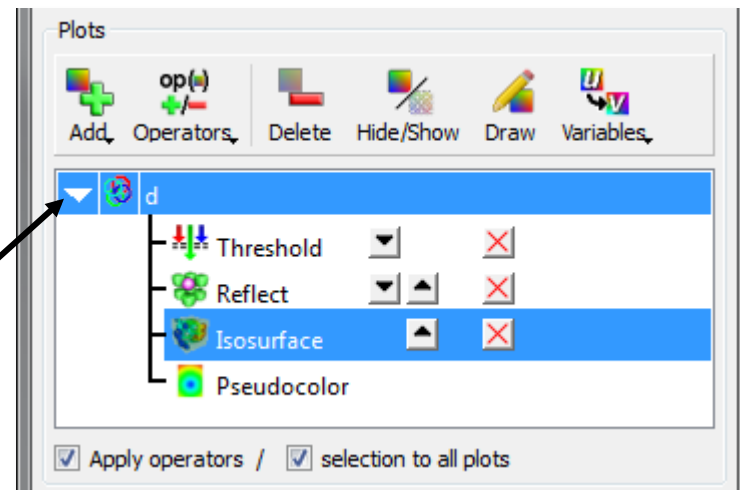 Plots
op(=) +/-
u v
Add Operators Delete Hide/Show Draw Variables
d
Threshold
Reflect
Isosurface
Pseudocolor
Apply operators / selection to all plots